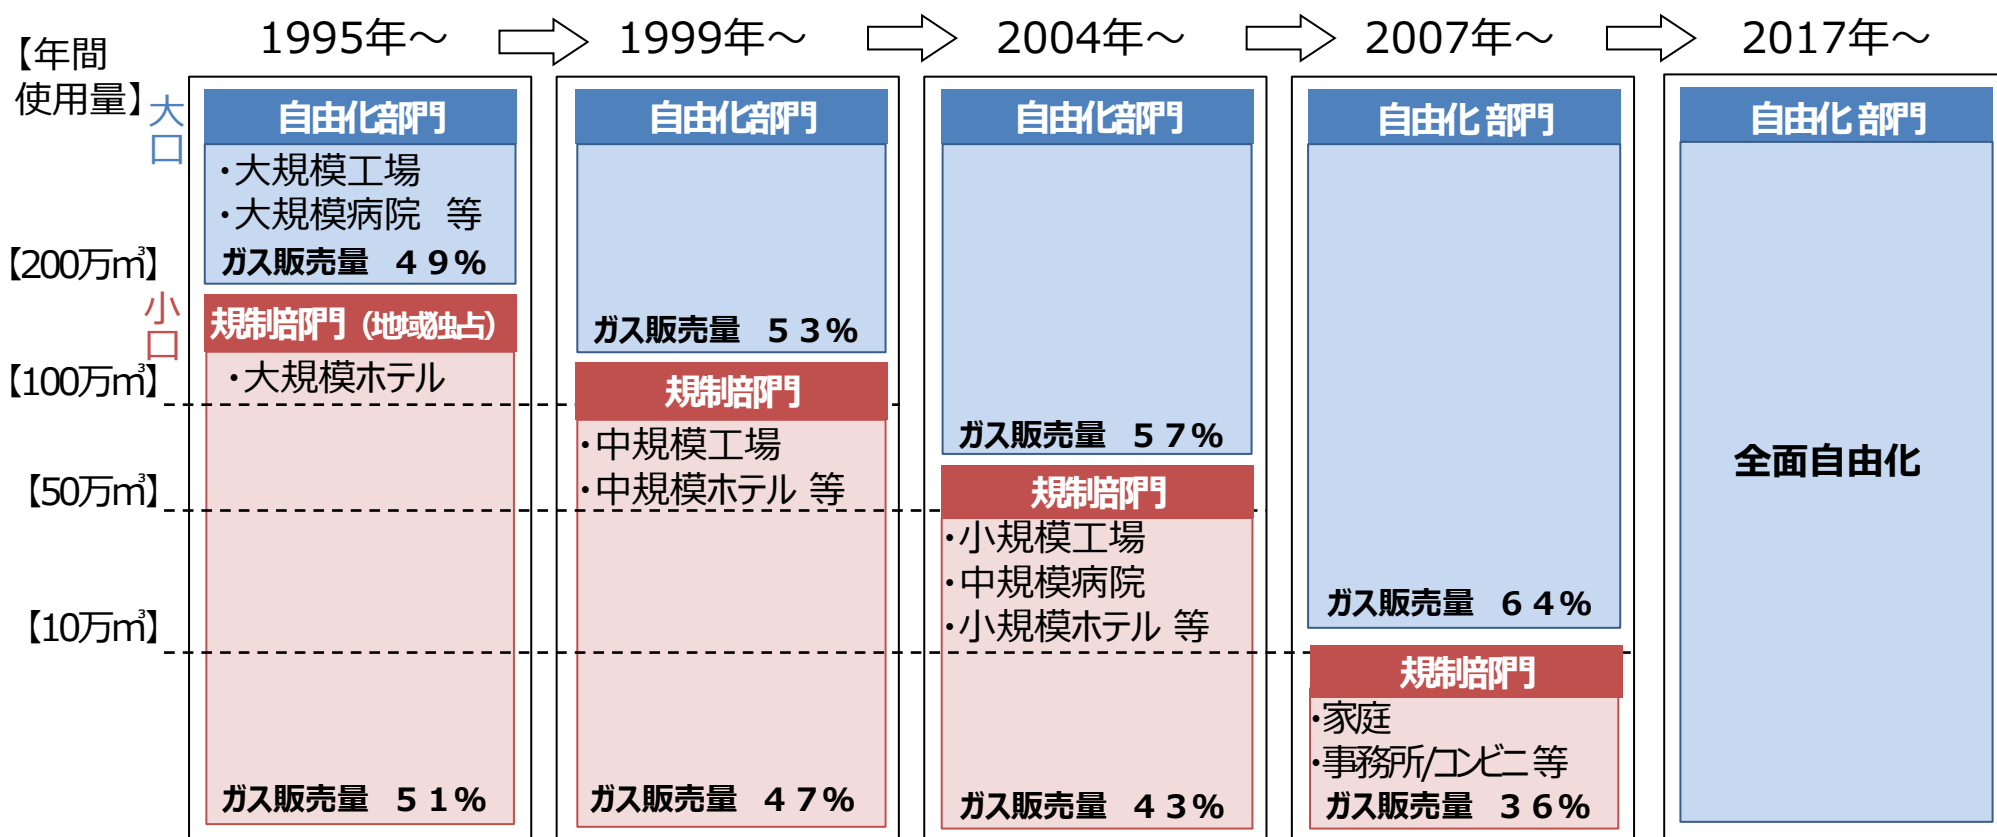 【年間
使用量】
大口
【200万㎥】
小口
【100万㎥】
【50万㎥】
【10万㎥】
1995年～
自由化部門
・大規模工場
・大規模病院　等
ガス販売量　４９%
規制部門（地域独占）
・大規模ホテル
ガス販売量　５１%
1999年～
自由化部門
ガス販売量　５３%
規制部門
・中規模工場
・中規模ホテル 等
ガス販売量　４７%
2004年～
自由化部門
ガス販売量　５７%
規制部門
・小規模工場
・中規模病院
・小規模ホテル 等
ガス販売量　４３%
2007年～
自由化部門
ガス販売量　６４%
規制部門
・家庭
・事務所/コンビニ 等
ガス販売量　３６%
2017年～
自由化部門
全面自由化